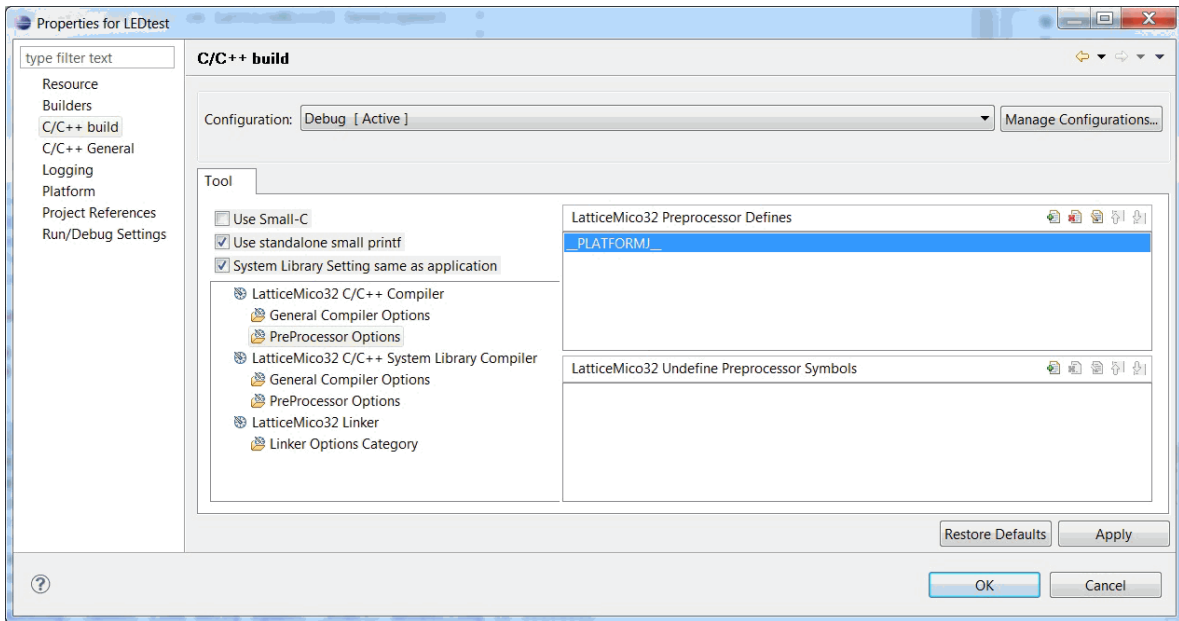 Properties for LEDtest
type filter text
Resource
Builders
C/C++ build
C/C++ General
Logging
Platform
Project References
Run/Debug Settings
C/C++ build
Configuration: Debug [ Active ] Manage Configurations...
Tool
Use Small-C
Use standalone small printf
System Library Setting same as application
LatticeMico32 C/C++ Compiler
General Compiler Options
PreProcessor Options
LatticeMico32 C/C++ System Library Compiler
General Compiler Options
PreProcessor Options
LatticeMico32 Linker
Linker Options Category
LatticeMico32 Preprocessor Defines
__PLATFORMJ__
LatticeMico32 Undefine Preprocessor Symbols
Restore Defaults Apply
OK Cancel